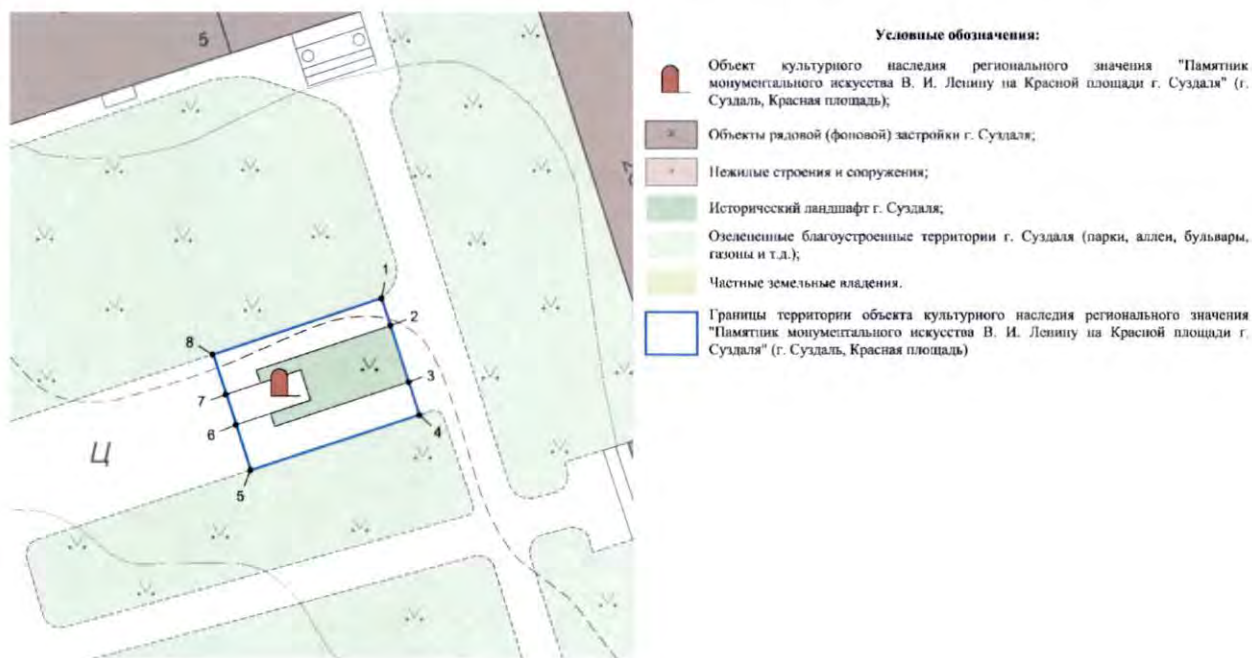 5
1
2
8
3
7
4
6
Ц
5
Условные обозначения:
Объект культурного наследия регионального значения "Памятник
монументального искусства В. И. Ленину на Красной площади г. Суздаля" (г.
Суздаль, Красная площадь);
Объекты рядовой (фоновой) застройки г. Суздаля;
Нежилые строения и сооружения;
Исторический ландшафт г. Суздаля;
Озелененные благоустроенные территории г. Суздаля (парки, аллеи, бульвары,
газоны и т.д.);
Частные земельные владения.
Границы территории объекта культурного наследия регионального значения
"Памятник монументального искусства В. И. Ленину на Красной площади г.
Суздаля" (г. Суздаль, Красная площадь)